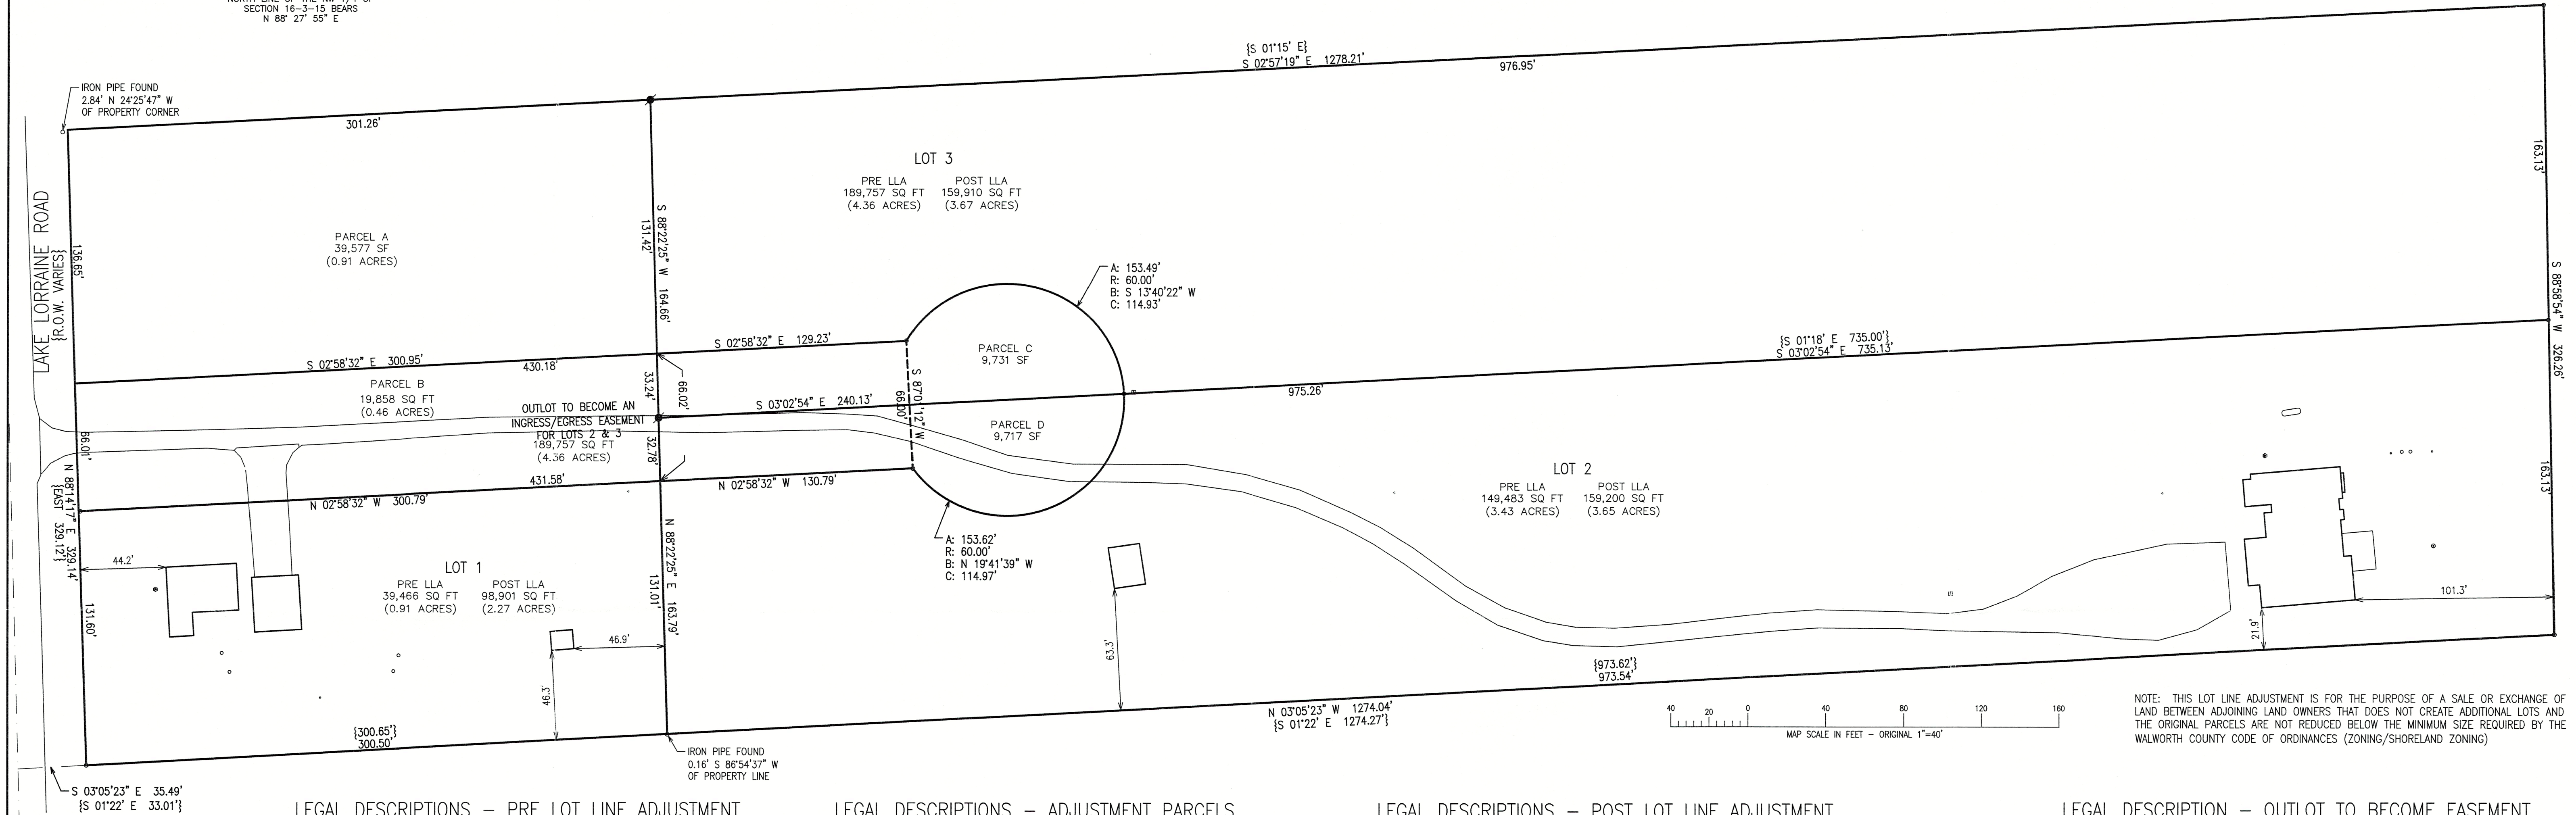 SECTION 16-3-15 BEARS
N 88° 27' 55" E
IRON PIPE FOUND
2.84' N 24°25'47" W
OF PROPERTY CORNER
{S 01°15' E}
S 02°57'19" E 1278.21'
976.95'
301.26'
LAKE LORRAINE ROAD
{R.O.W. VARIES}
136.65'
PARCEL A
39,577 SF
(0.91 ACRES)
S 88°22'25" W 164.66'
131.42'
LOT 3
PRE LLA POST LLA
189,757 SQ FT 159,910 SQ FT
(4.36 ACRES) (3.67 ACRES)
163.13'
S 88°58'54" W 326.26'
A: 153.49'
R: 60.00'
B: S 13°40'22" W
C: 114.93'
S 02°58'32" E 129.23'
S 02°58'32" E 300.95'
430.18'
PARCEL C
9,731 SF
{S 01°18' E 735.00'}
S 03°02'54" E 735.13'
975.26'
PARCEL B
19,858 SQ FT
(0.46 ACRES)
33.24'
66.02'
S 87°01'12" W
66.00'
S 03°02'54" E 240.13'
OUTLOT TO BECOME AN
INGRESS/EGRESS EASEMENT
FOR LOTS 2 & 3
189,757 SQ FT
(4.36 ACRES)
32.78'
PARCEL D
9,717 SF
66.01'
N 88°14'17" E 329.14'
{EAST 329.12'}
431.58'
N 02°58'32" W 300.79'
N 02°58'32" W 130.79'
LOT 2
PRE LLA POST LLA
149,483 SQ FT 159,200 SQ FT
(3.43 ACRES) (3.65 ACRES)
163.13'
A: 153.62'
R: 60.00'
B: N 19°41'39" W
C: 114.97'
44.2'
LOT 1
PRE LLA POST LLA
39,466 SQ FT 98,901 SQ FT
(0.91 ACRES) (2.27 ACRES)
N 88°22'25" E 163.79'
131.01'
131.60'
46.9'
46.3'
63.3'
101.3'
21.9'
{973.62'}
973.54'
N 03°05'23" W 1274.04'
{S 01°22' E 1274.27'}
{300.65'}
300.50'
IRON PIPE FOUND
0.16' S 86°54'37" W
OF PROPERTY LINE
S 03°05'23" E 35.49'
{S 01°22' E 33.01'}
40 20 0 40 80 120 160
MAP SCALE IN FEET - ORIGINAL 1"=40'
NOTE: THIS LOT LINE ADJUSTMENT IS FOR THE PURPOSE OF A SALE OR EXCHANGE OF
LAND BETWEEN ADJOINING LAND OWNERS THAT DOES NOT CREATE ADDITIONAL LOTS AND
THE ORIGINAL PARCELS ARE NOT REDUCED BELOW THE MINIMUM SIZE REQUIRED BY THE
WALWORTH COUNTY CODE OF ORDINANCES (ZONING/SHORELAND ZONING)
LEGAL DESCRIPTIONS - PRE LOT LINE ADJUSTMENT
LEGAL DESCRIPTIONS - ADJUSTMENT PARCELS
LEGAL DESCRIPTIONS - POST LOT LINE ADJUSTMENT
LEGAL DESCRIPTION - OUTLOT TO BECOME EASEMENT